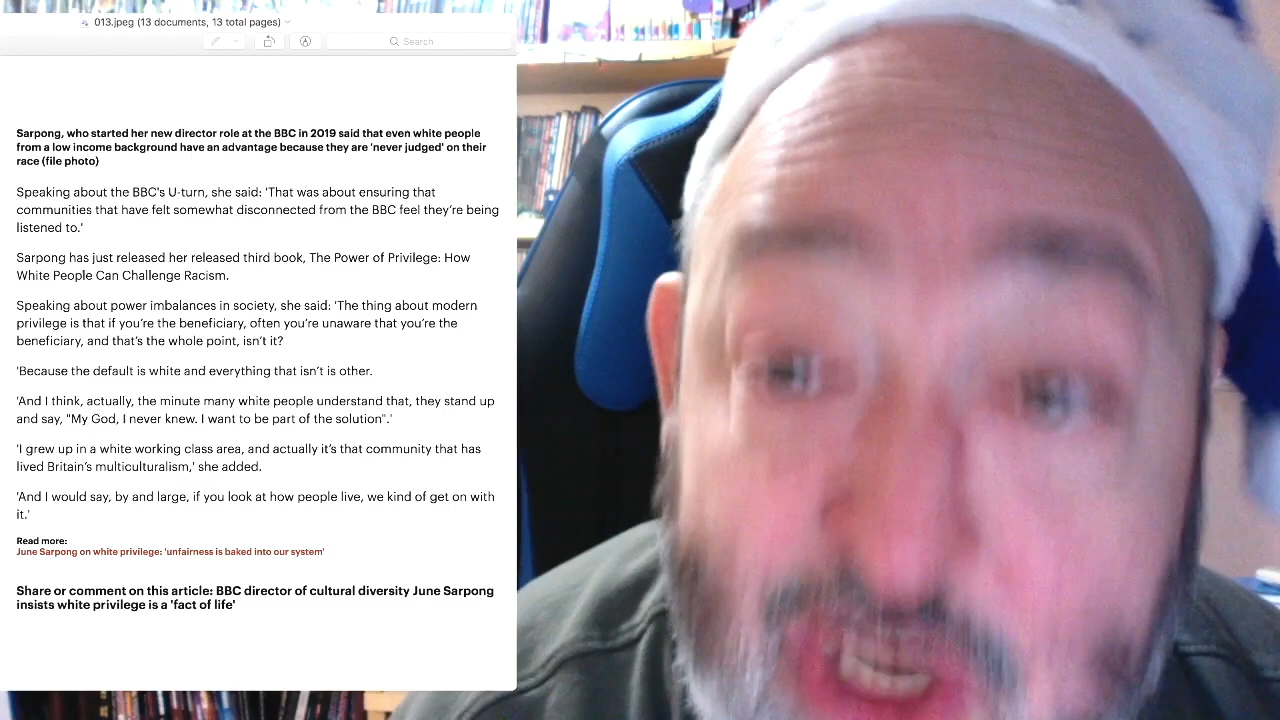 013.jpeg (13 documents, 13 total pages)
Search
Sarpong, who started her new director role at the BBC in 2019 said that even white people
from a low income background have an advantage because they are 'never judged' on their
race (file photo)
Speaking about the BBC's U-turn, she said: 'That was about ensuring that
communities that have felt somewhat disconnected from the BBC feel they're being
listened to.'
Sarpong has just released her released third book, The Power of Privilege: How
White People Can Challenge Racism.
Speaking about power imbalances in society, she said: 'The thing about modern
privilege is that if you're the beneficiary, often you're unaware that you're the
beneficiary, and that's the whole point, isn't it?
'Because the default is white and everything that isn't is other.
'And I think, actually, the minute many white people understand that, they stand up
and say, "My God, I never knew. I want to be part of the solution".'
'I grew up in a white working class area, and actually it's that community that has
lived Britain's multiculturalism,' she added.
'And I would say, by and large, if you look at how people live, we kind of get on with
it.'
Read more:
June Sarpong on white privilege: 'unfairness is baked into our system'
Share or comment on this article: BBC director of cultural diversity June Sarpong
insists white privilege is a 'fact of life'